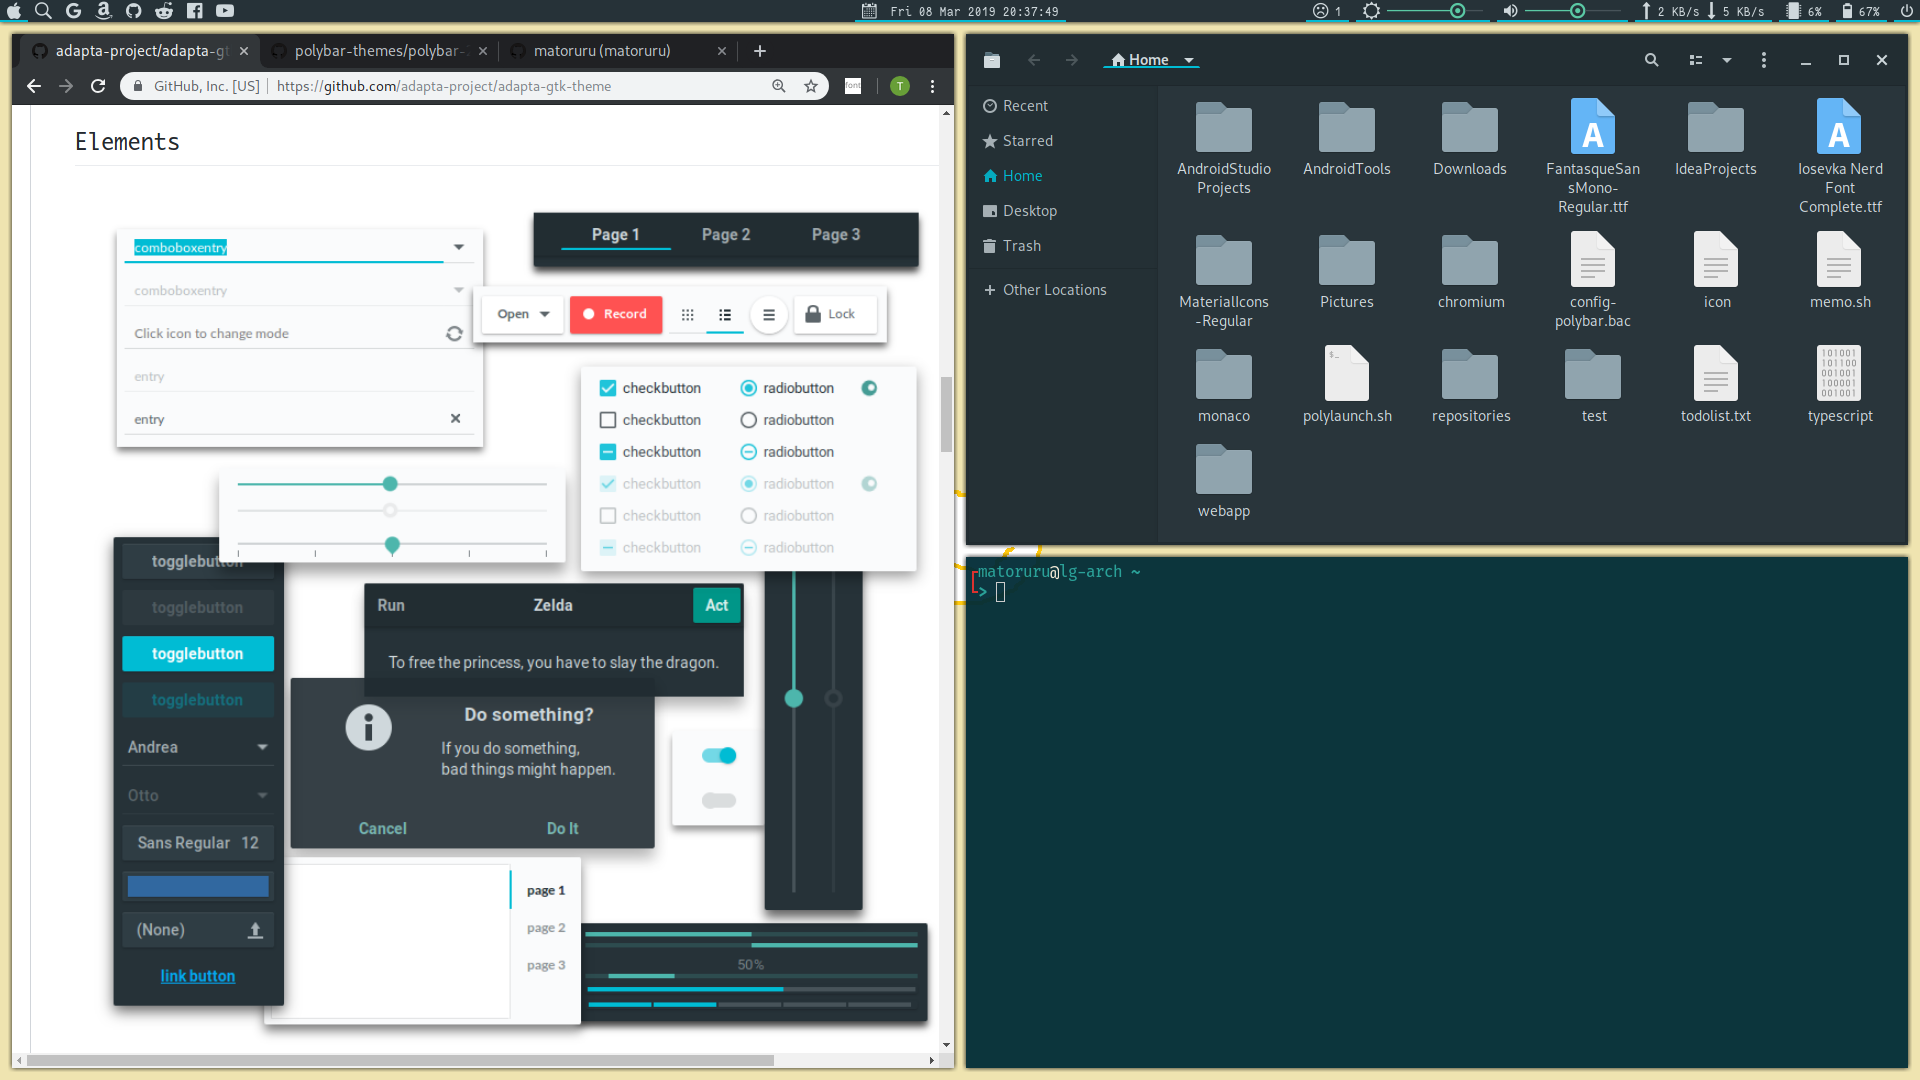 Fri 08 Mar 2019 20:37:49
1
2 KB/s
5 KB/s
6%
67%
adapta-project/adapta-gt
polybar-themes/polybar-
matoruru (matoruru)
GitHub, Inc. [US]
https://github.com/adapta-project/adapta-gtk-theme
font
T
Elements
comboboxentry
comboboxentry
Click icon to change mode
entry
entry
Page 1 Page 2 Page 3
Open Record Lock
checkbutton radiobutton
checkbutton radiobutton
checkbutton radiobutton
checkbutton radiobutton
checkbutton radiobutton
checkbutton radiobutton
togglebutton
togglebutton
togglebutton
togglebutton
Andrea
Otto
Sans Regular 12
(None)
link button
Run Zelda Act
To free the princess, you have to slay the dragon.
Do something?
If you do something,
bad things might happen.
Cancel Do It
page 1
page 2
page 3
50%
Home
Recent
Starred
Home
Desktop
Trash
Other Locations
AndroidStudio
Projects
AndroidTools
Downloads
FantasqueSan
sMono-
Regular.ttf
IdeaProjects
Iosevka Nerd
Font
Complete.ttf
MaterialIcons
-Regular
Pictures
chromium
config-
polybar.bac
icon
memo.sh
monaco
polylaunch.sh
repositories
test
todolist.txt
typescript
webapp
matoruru@lg-arch ~
>